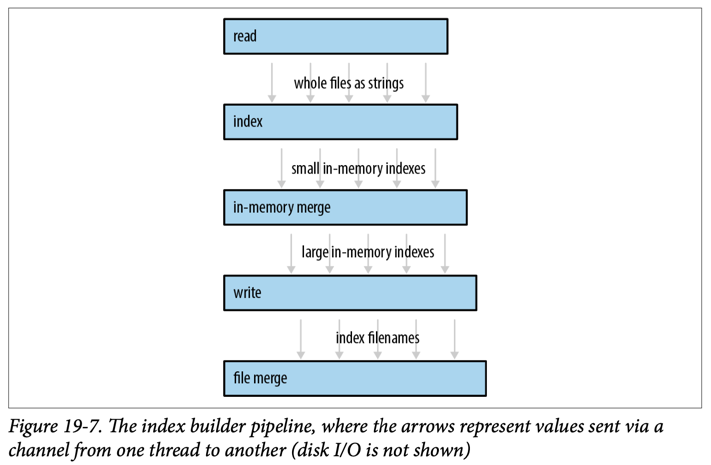 read
whole files as strings
index
small in-memory indexes
in-memory merge
large in-memory indexes
write
index filenames
file merge
Figure 19-7. The index builder pipeline, where the arrows represent values sent via a
channel from one thread to another (disk I/O is not shown)